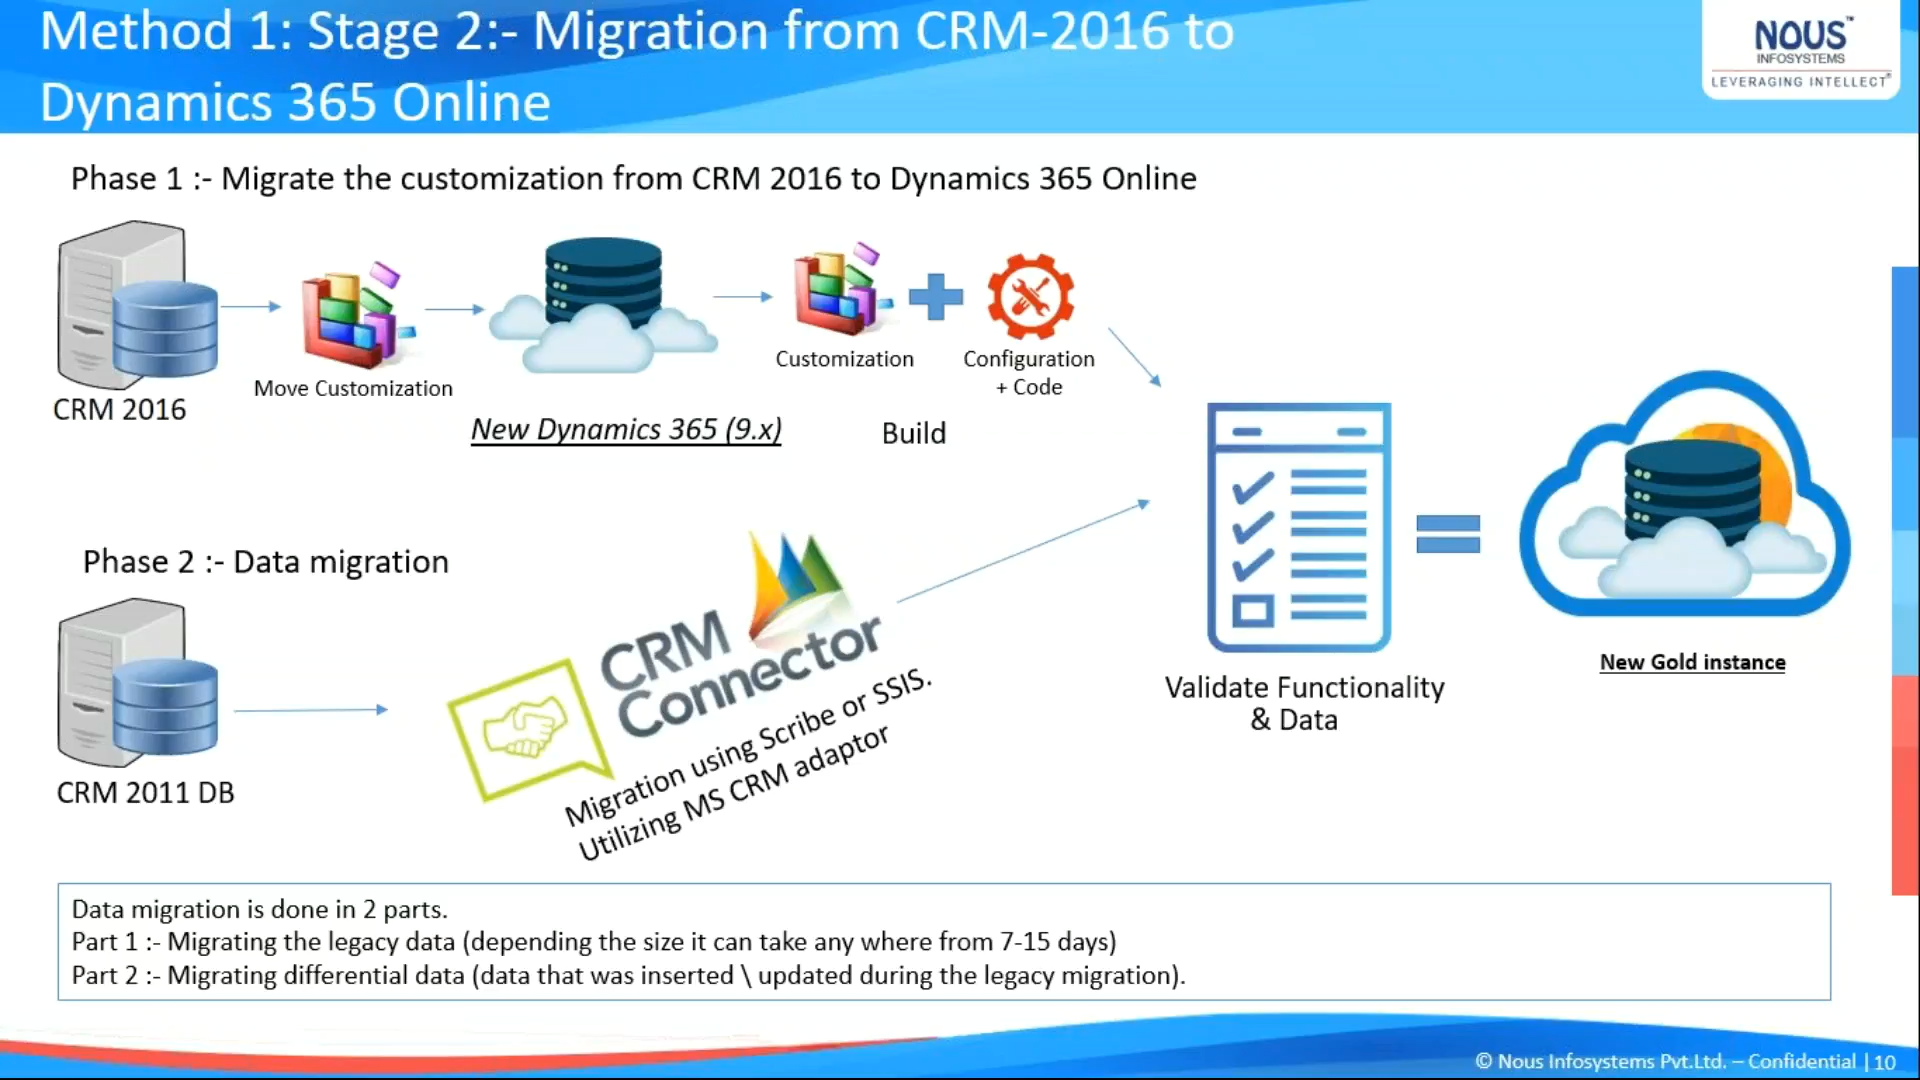 Method 1: Stage 2:- Migration from CRM-2016 to
Dynamics 365 Online
NOUS™
INFOSYSTEMS
LEVERAGING INTELLECT®
Phase 1 :- Migrate the customization from CRM 2016 to Dynamics 365 Online
CRM 2016
Move Customization
New Dynamics 365 (9.x)
Customization
Configuration
+ Code
Build
Phase 2 :- Data migration
CRM 2011 DB
CRM
Connector
Migration using Scribe or SSIS.
Utilizing MS CRM adaptor
Validate Functionality
& Data
New Gold instance
Data migration is done in 2 parts.
Part 1 :- Migrating the legacy data (depending the size it can take any where from 7-15 days)
Part 2 :- Migrating differential data (data that was inserted \ updated during the legacy migration).
© Nous Infosystems Pvt.Ltd. – Confidential | 10